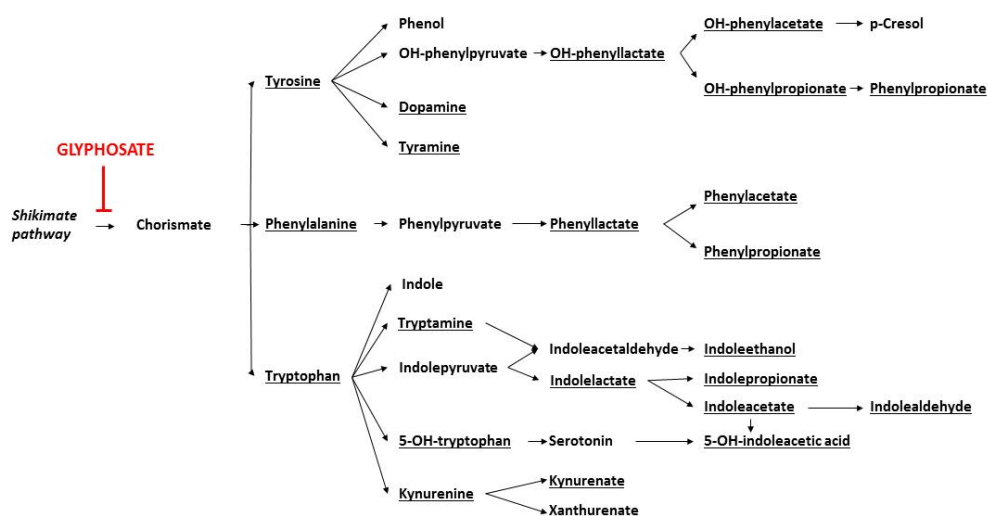 Phenol
OH-phenylacetate
p-Cresol
OH-phenylpyruvate
OH-phenyllactate
Tyrosine
OH-phenylpropionate
Phenylpropionate
Dopamine
Tyramine
GLYPHOSATE
Shikimate
pathway
Chorismate
Phenylalanine
Phenylpyruvate
Phenyllactate
Phenylacetate
Phenylpropionate
Indole
Tryptamine
Indoleacetaldehyde
Indoleethanol
Tryptophan
Indolepyruvate
Indolelactate
Indolepropionate
Indoleacetate
Indolealdehyde
5-OH-tryptophan
Serotonin
5-OH-indoleacetic acid
Kynurenine
Kynurenate
Xanthurenate